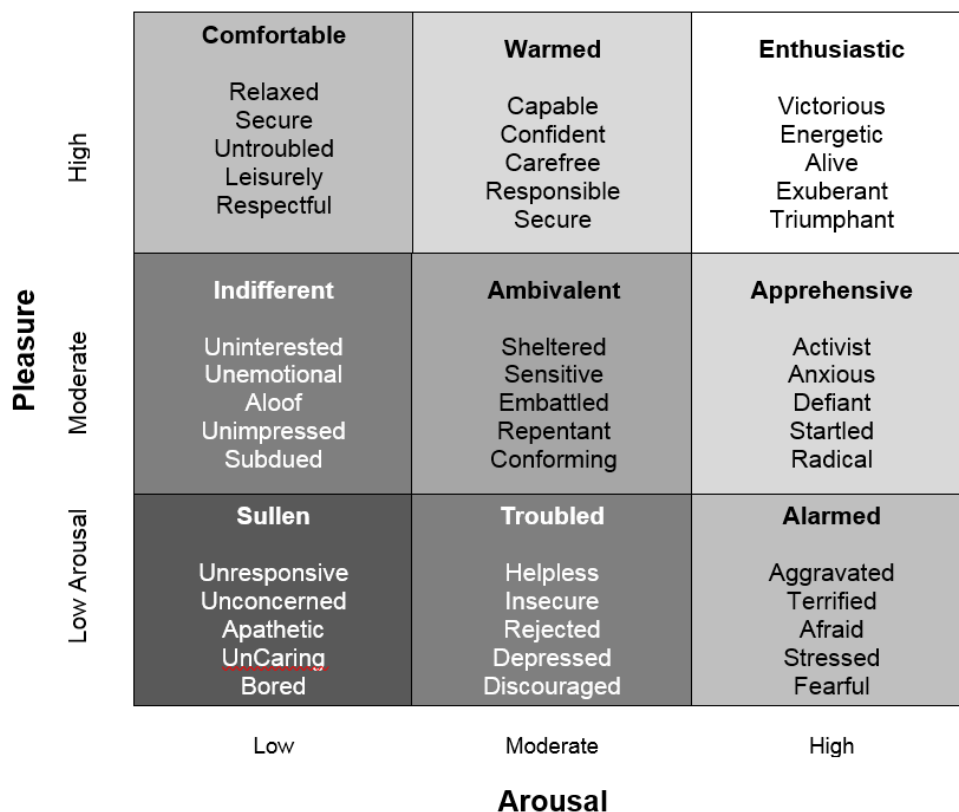 Comfortable
Relaxed
Secure
Untroubled
Leisurely
Respectful
Warmed
Capable
Confident
Carefree
Responsible
Secure
Enthusiastic
Victorious
Energetic
Alive
Exuberant
Triumphant
High
Indifferent
Uninterested
Unemotional
Aloof
Unimpressed
Subdued
Ambivalent
Sheltered
Sensitive
Embattled
Repentant
Conforming
Apprehensive
Activist
Anxious
Defiant
Startled
Radical
Pleasure
Moderate
Sullen
Unresponsive
Unconcerned
Apathetic
UnCaring
Bored
Troubled
Helpless
Insecure
Rejected
Depressed
Discouraged
Alarmed
Aggravated
Terrified
Afraid
Stressed
Fearful
Low Arousal
Low
Moderate
High
Arousal